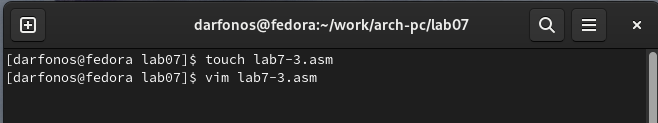 darfonos@fedora:~/work/arch-pc/lab07
[darfonos@fedora lab07]$ touch lab7-3.asm
[darfonos@fedora lab07]$ vim lab7-3.asm